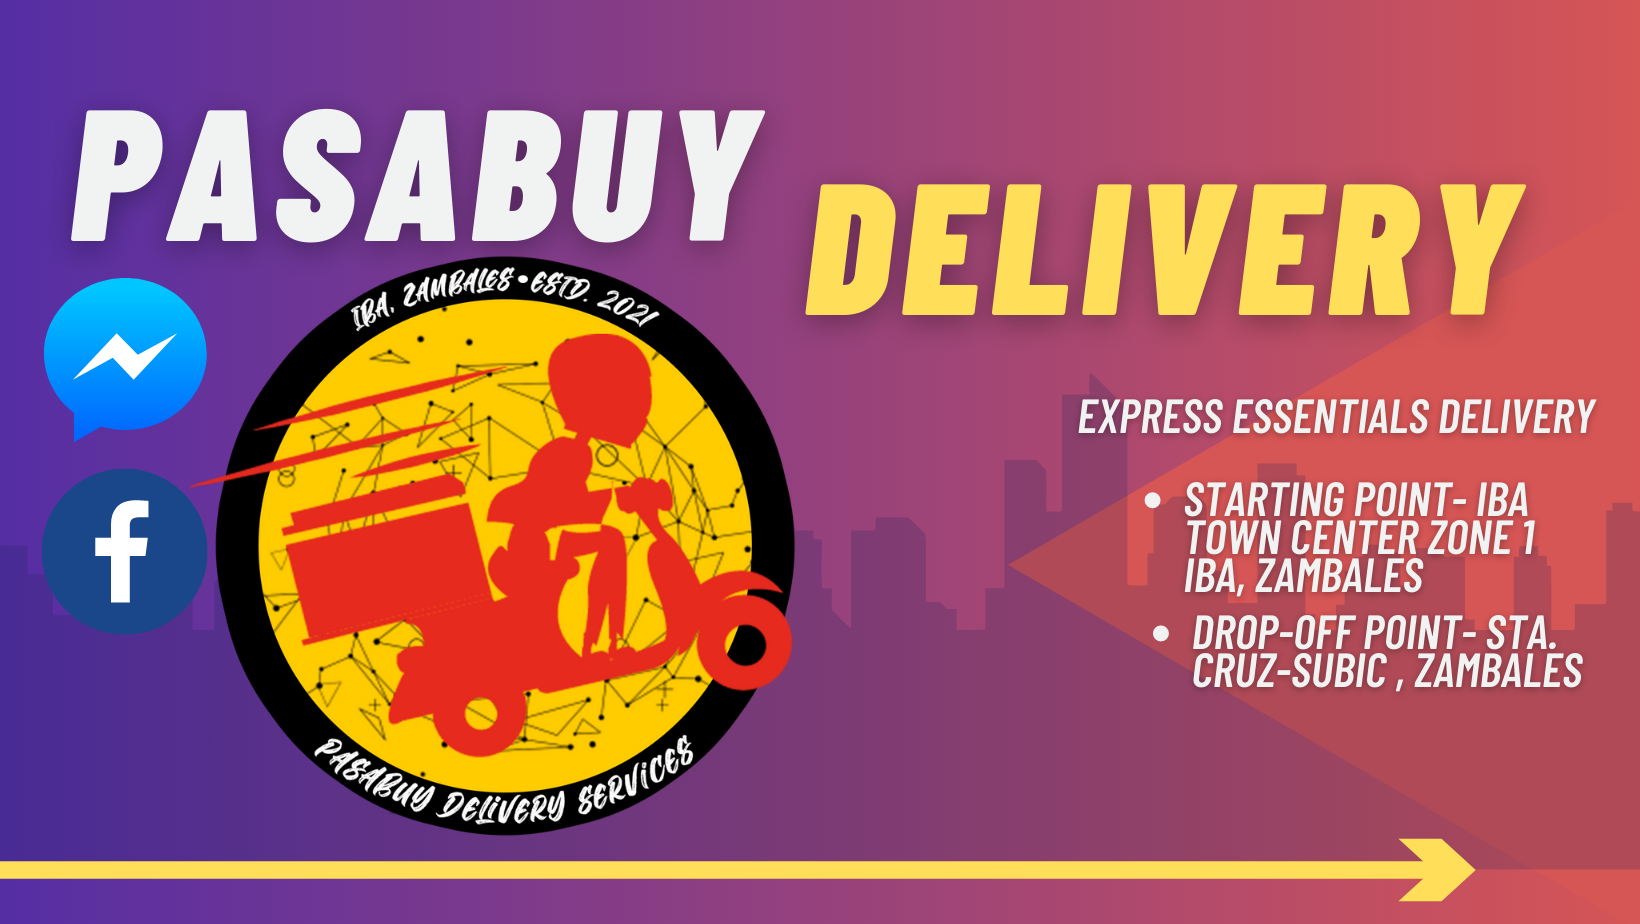 PASABUY
DELIVERY
IBA, ZAMBALES • ESTD. 2021
PASABUY DELIVERY SERVICES
EXPRESS ESSENTIALS DELIVERY
• STARTING POINT- IBA
TOWN CENTER ZONE 1
IBA, ZAMBALES
• DROP-OFF POINT- STA.
CRUZ-SUBIC , ZAMBALES